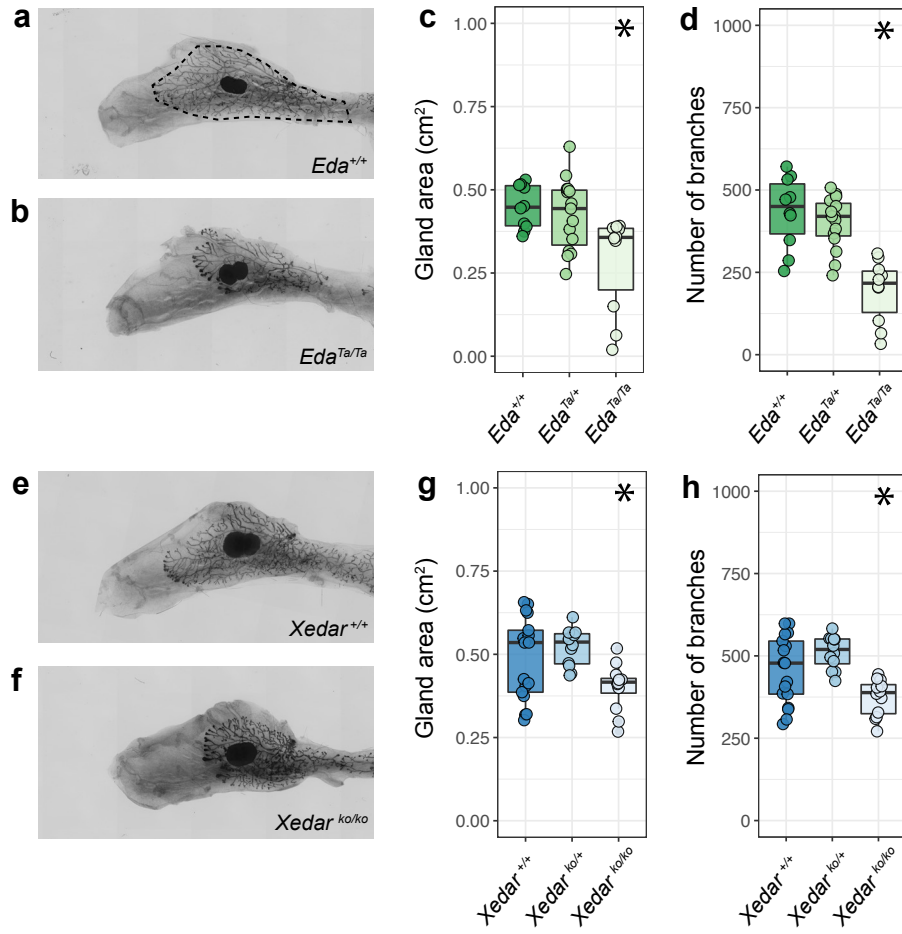 a
Eda+/+
b
EdaTa/Ta
c
*
Gland area (cm2)
1.00
0.75
0.50
0.25
0.00
Eda+/+
EdaTa/+
EdaTa/Ta
d
*
Number of branches
1000
750
500
250
0
Eda+/+
EdaTa/+
EdaTa/Ta
e
Xedar+/+
f
Xedar ko/ko
g
*
Gland area (cm2)
1.00
0.75
0.50
0.25
0.00
Xedar+/+
Xedar ko/+
Xedar ko/ko
h
*
Number of branches
1000
750
500
250
0
Xedar+/+
Xedar ko/+
Xedar ko/ko